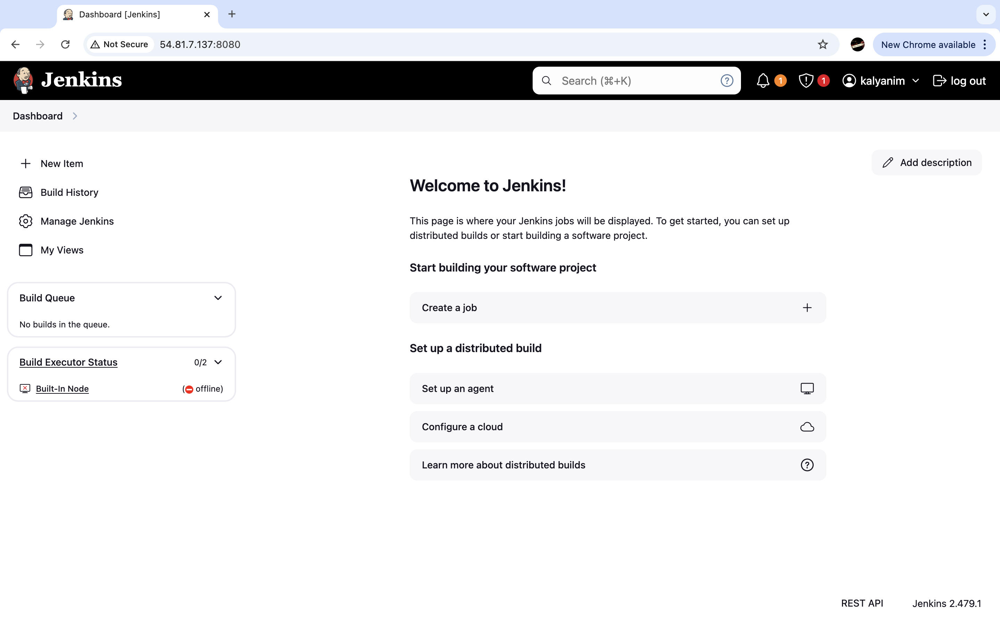 Dashboard [Jenkins]
Not Secure 54.81.7.137:8080
New Chrome available
Jenkins
Search (⌘+K)
1
1
kalyanim
log out
Dashboard
New Item
Build History
Manage Jenkins
My Views
Build Queue
No builds in the queue.
Build Executor Status 0/2
Built-In Node (offline)
Add description
Welcome to Jenkins!
This page is where your Jenkins jobs will be displayed. To get started, you can set up
distributed builds or start building a software project.
Start building your software project
Create a job
Set up a distributed build
Set up an agent
Configure a cloud
Learn more about distributed builds
REST API
Jenkins 2.479.1